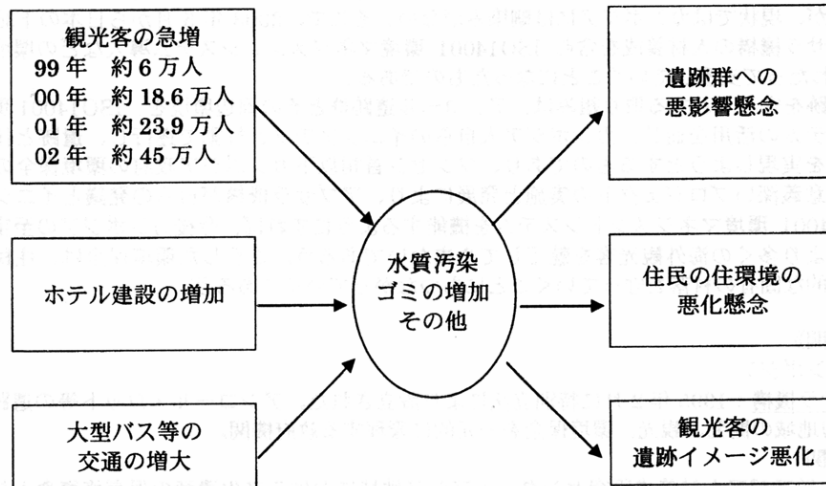 観光客の急増
99年 約6万人
00年 約18.6万人
01年 約23.9万人
02年 約45万人
遺跡群への
悪影響懸念
ホテル建設の増加
水質汚染
ゴミの増加
その他
住民の住環境の
悪化懸念
大型バス等の
交通の増大
観光客の
遺跡イメージ悪化